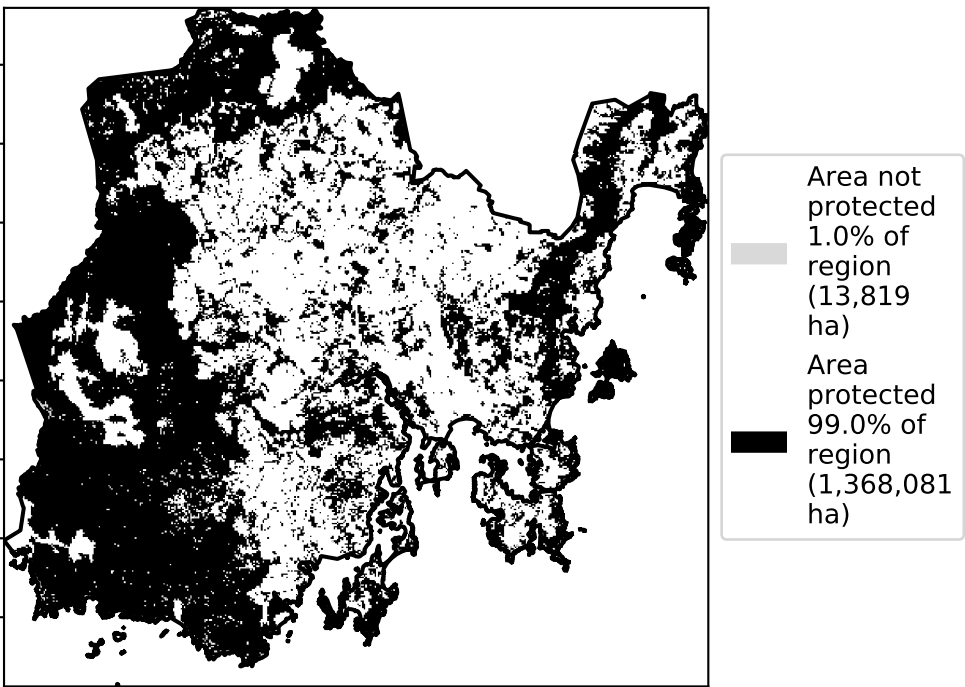 Area not
protected
1.0% of
region
(13,819
ha)
Area
protected
99.0% of
region
(1,368,081
ha)